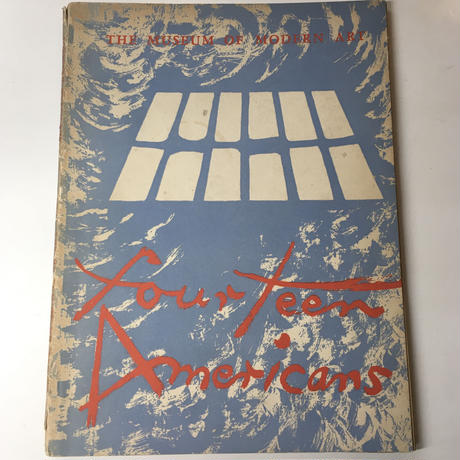 THE MUSEUM OF MODERN ART
fourteen
Americans